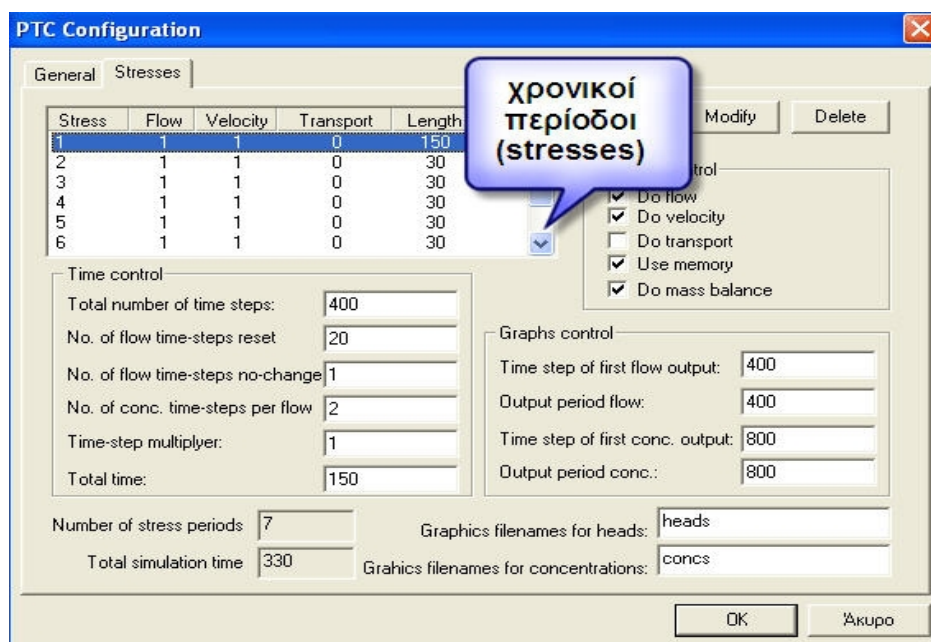 PTC Configuration
General Stresses
χρονικοί
περίοδοι
(stresses)
Modify Delete
Stress Flow Velocity Transport Length
1 1 1 0 150
2 1 1 0 30
3 1 1 0 30
4 1 1 0 30
5 1 1 0 30
6 1 1 0 30
trol
Do flow
Do velocity
Do transport
Use memory
Do mass balance
Time control
Total number of time steps: 400
No. of flow time-steps reset 20
No. of flow time-steps no-change 1
No. of conc. time-steps per flow 2
Time-step multiplyer: 1
Total time: 150
Graphs control
Time step of first flow output: 400
Output period flow: 400
Time step of first conc. output: 800
Output period conc.: 800
Number of stress periods 7
Total simulation time 330
Graphics filenames for heads: heads
Grahics filenames for concentrations: concs
OK Άκυρο